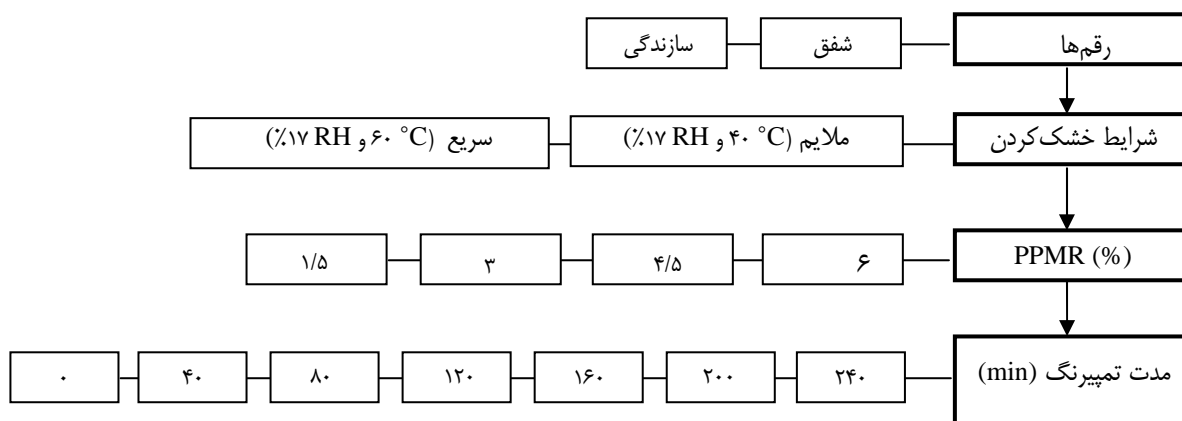 رقم‌ها
شفق
سازندگی
شرایط خشک‌کردن
ملایم (۴۰ °C و ۱۷ RH٪)
سریع (۶۰ °C و ۱۷ RH٪)
PPMR (%)
۶
۴/۵
۳
۱/۵
مدت تمپیرنگ (min)
۲۴۰
۲۰۰
۱۶۰
۱۲۰
۸۰
۴۰
۰